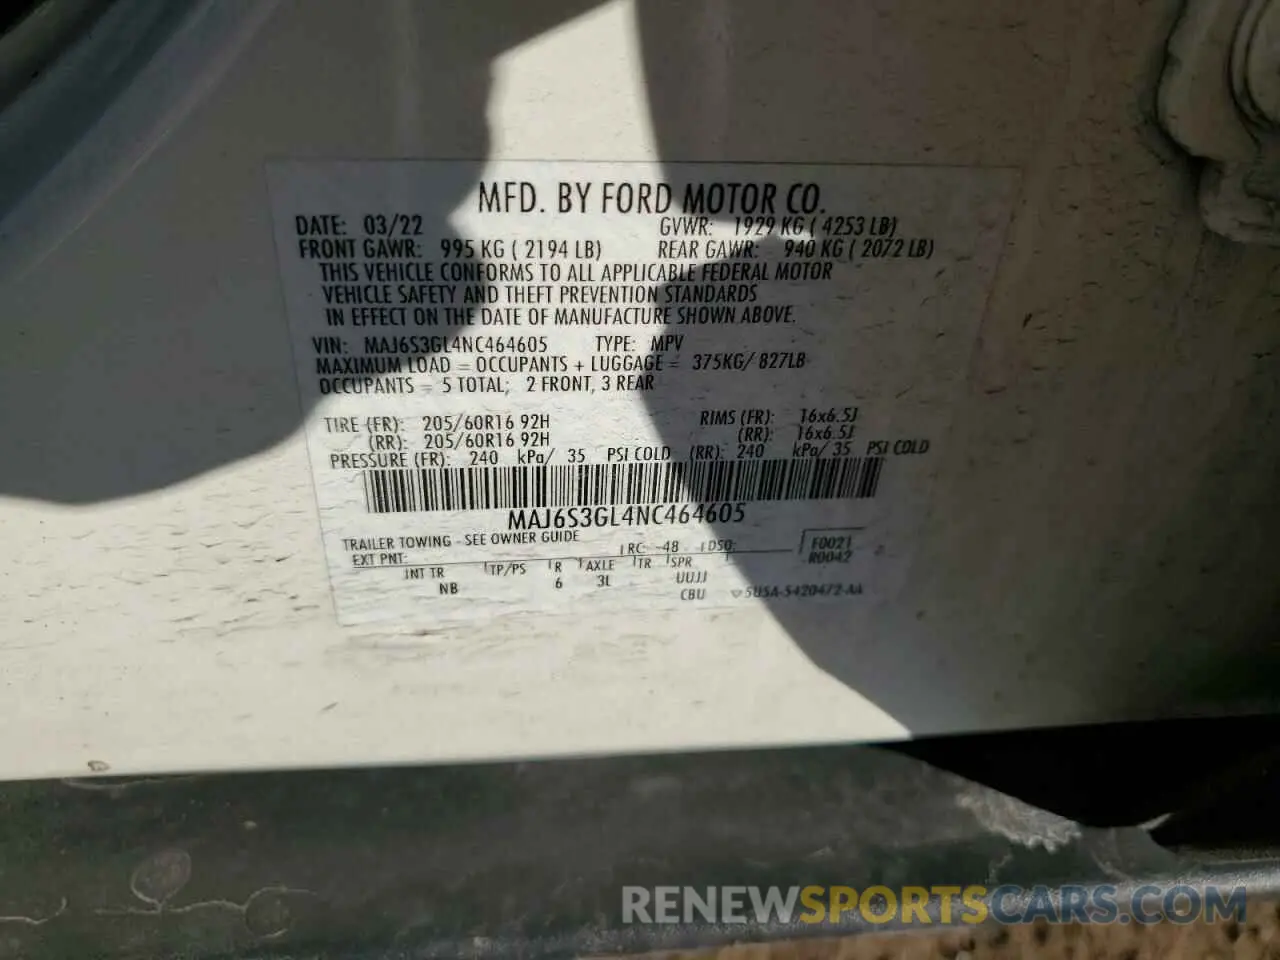 MFD. BY FORD MOTOR CO.
DATE: 03/22 GVWR: 1929 KG ( 4253 LB)
FRONT GAWR: 995 KG ( 2194 LB) REAR GAWR: 940 KG ( 2072 LB)
THIS VEHICLE CONFORMS TO ALL APPLICABLE FEDERAL MOTOR
VEHICLE SAFETY AND THEFT PREVENTION STANDARDS
IN EFFECT ON THE DATE OF MANUFACTURE SHOWN ABOVE.
VIN: MAJ6S3GL4NC464605 TYPE: MPV
MAXIMUM LOAD = OCCUPANTS + LUGGAGE = 375KG/ 827LB
OCCUPANTS = 5 TOTAL; 2 FRONT, 3 REAR
TIRE (FR): 205/60R16 92H RIMS (FR): 16x6.5J
(RR): 205/60R16 92H (RR): 16x6.5J
PRESSURE (FR): 240 kPa/ 35 PSI COLD (RR): 240 kPa/ 35 PSI COLD
MAJ6S3GL4NC464605
TRAILER TOWING - SEE OWNER GUIDE
EXT PNT: RC: 48 DSO: F0021
R0042
INT TR TP/PS R AXLE TR SPR
NB 6 3L UUJJ
CBU 5U5A-5420472-AA
RENEWSPORTSCARS.COM